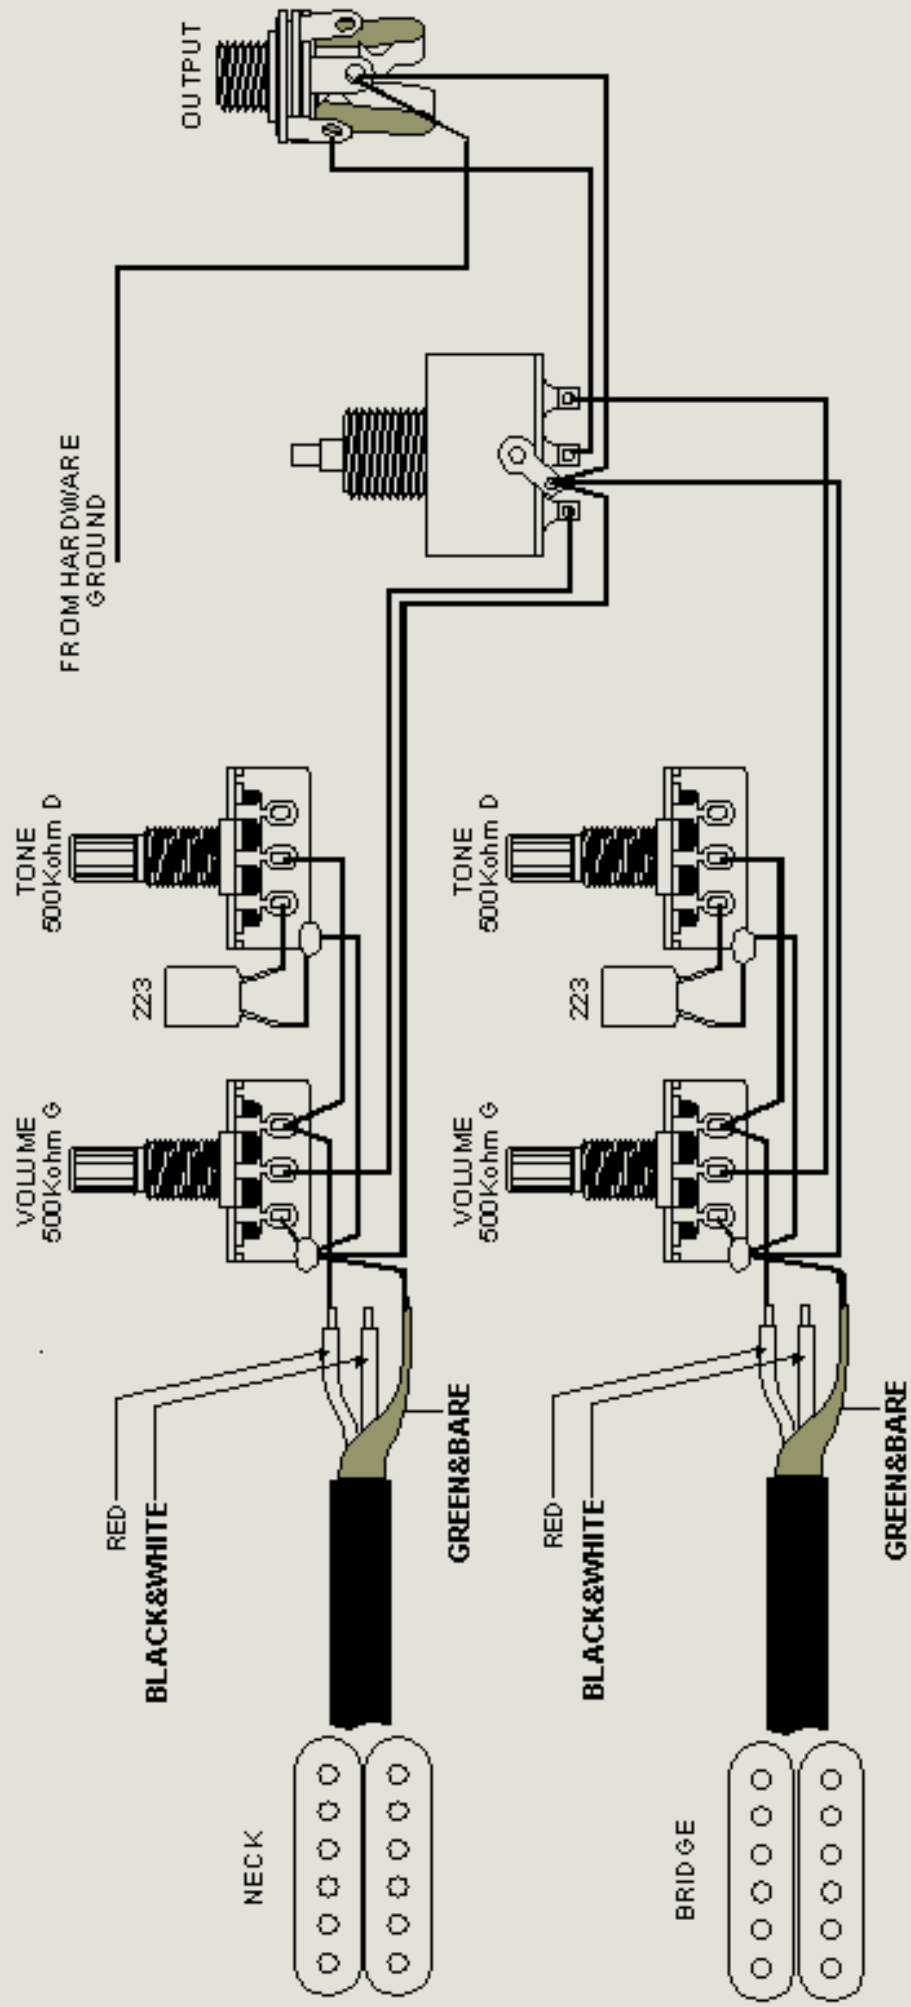 NECK
RED
BLACK&WHITE
GREEN&BARE
VOLUME
500Kohm G
223
TONE
500Kohm D
FROM HARDWARE
GROUND
OUTPUT
BRIDGE
RED
BLACK&WHITE
GREEN&BARE
VOLUME
500Kohm G
223
TONE
500Kohm D